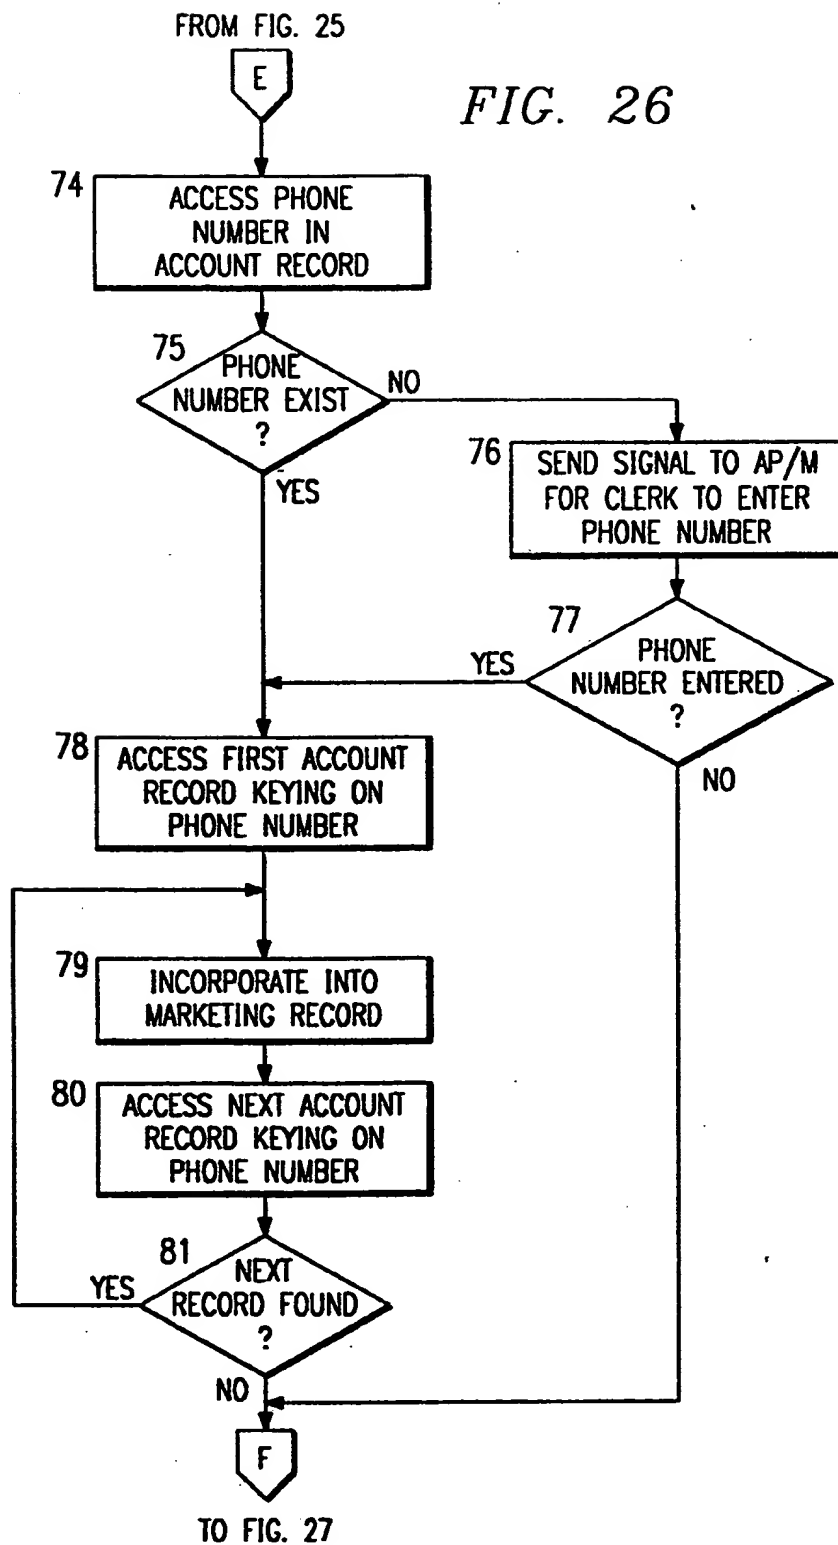 FROM FIG. 25
E
FIG. 26
74
ACCESS PHONE
NUMBER IN
ACCOUNT RECORD
75
PHONE
NUMBER EXIST
?
NO
YES
76
SEND SIGNAL TO AP/M
FOR CLERK TO ENTER
PHONE NUMBER
77
PHONE
NUMBER ENTERED
?
YES
NO
78
ACCESS FIRST ACCOUNT
RECORD KEYING ON
PHONE NUMBER
79
INCORPORATE INTO
MARKETING RECORD
80
ACCESS NEXT ACCOUNT
RECORD KEYING ON
PHONE NUMBER
81
NEXT
RECORD FOUND
?
YES
NO
F
TO FIG. 27